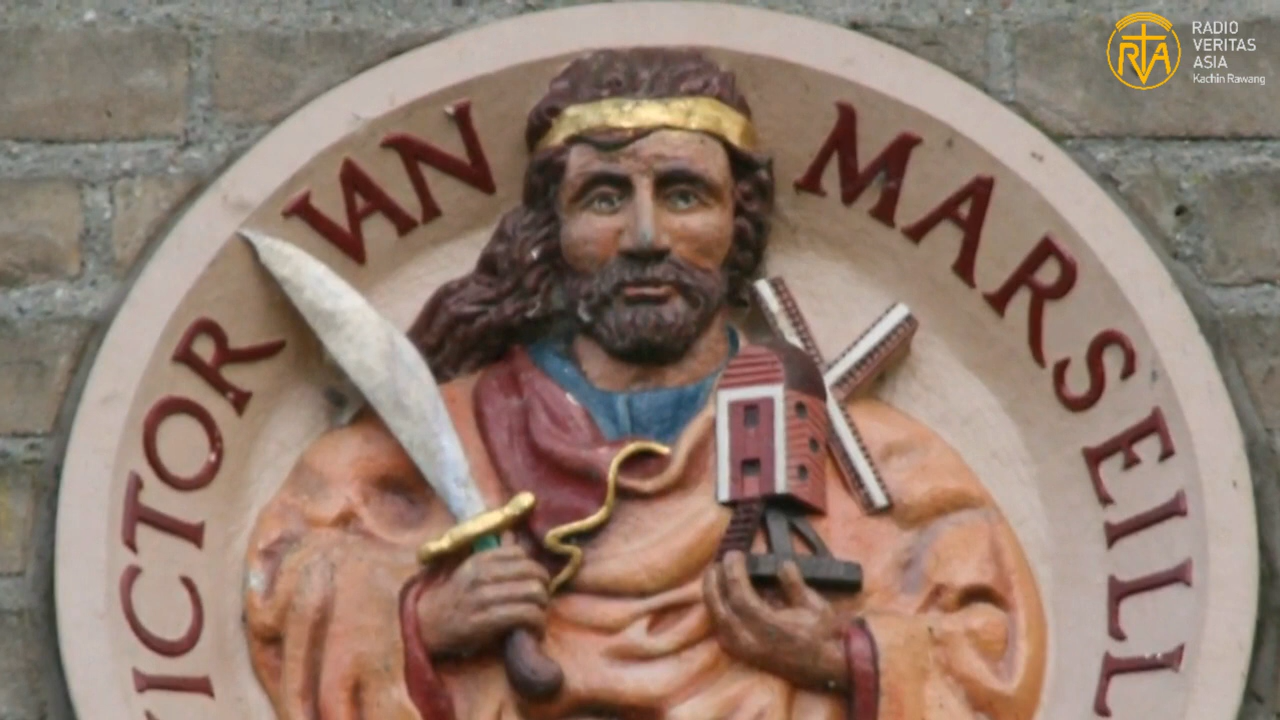 VICTOR VAN MARSEILL
RADIO
VERITAS
ASIA
Kachin Rawang
RVA